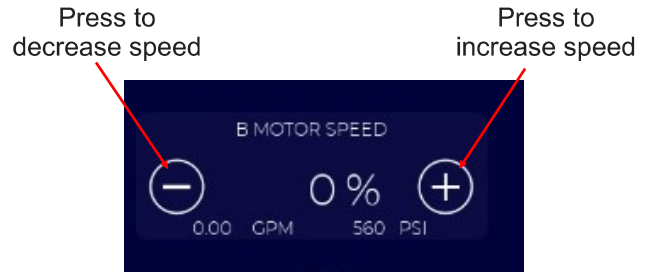 Press to
decrease speed
Press to
increase speed
B MOTOR SPEED
0 %
0.00 GPM 560 PSI